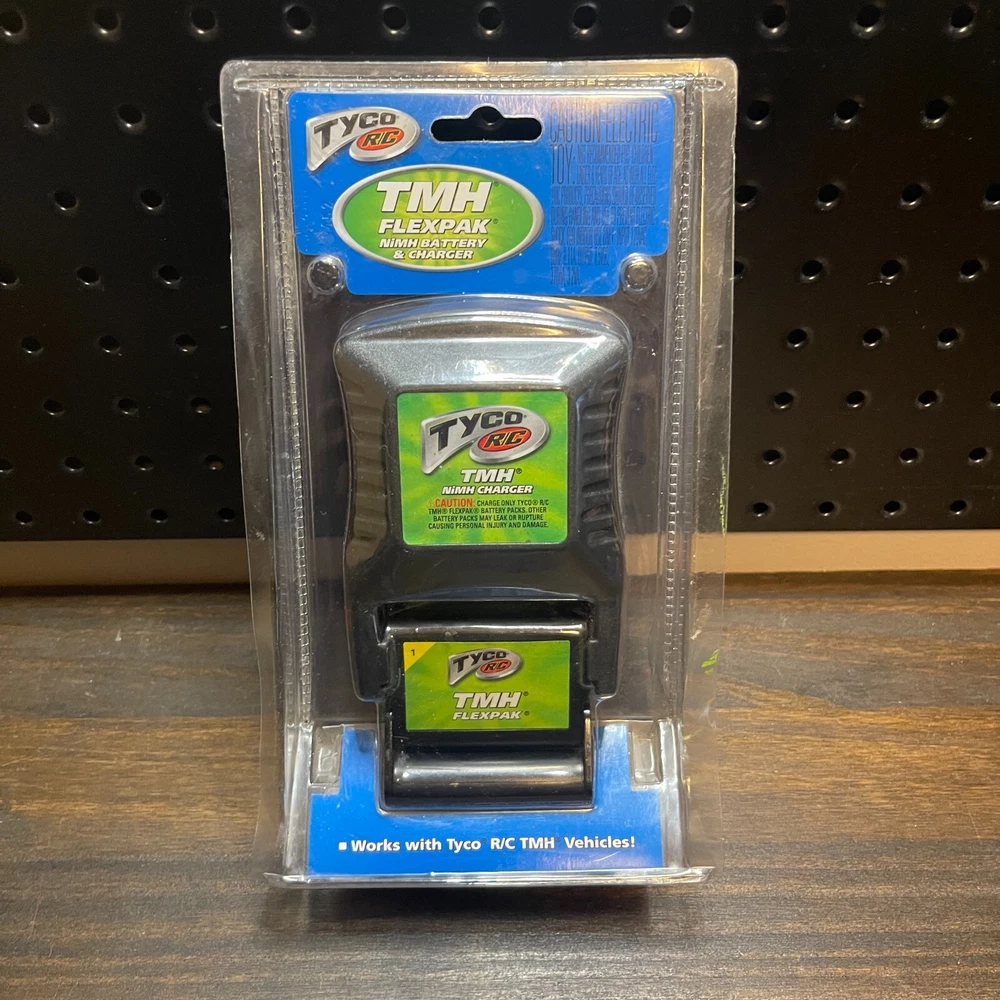 TYCO
R/C
TMH®
FLEXPAK®
NiMH BATTERY
& CHARGER
CAUTION-ELECTRIC
TOY:
TYCO®
R/C
TMH®
NiMH CHARGER
⚠CAUTION: CHARGE ONLY TYCO® R/C
TMH® FLEXPAK® BATTERY PACKS. OTHER
BATTERY PACKS MAY LEAK OR RUPTURE
CAUSING PERSONAL INJURY AND DAMAGE.
1
TYCO
R/C
TMH®
FLEXPAK®
▪ Works with Tyco R/C TMH Vehicles!